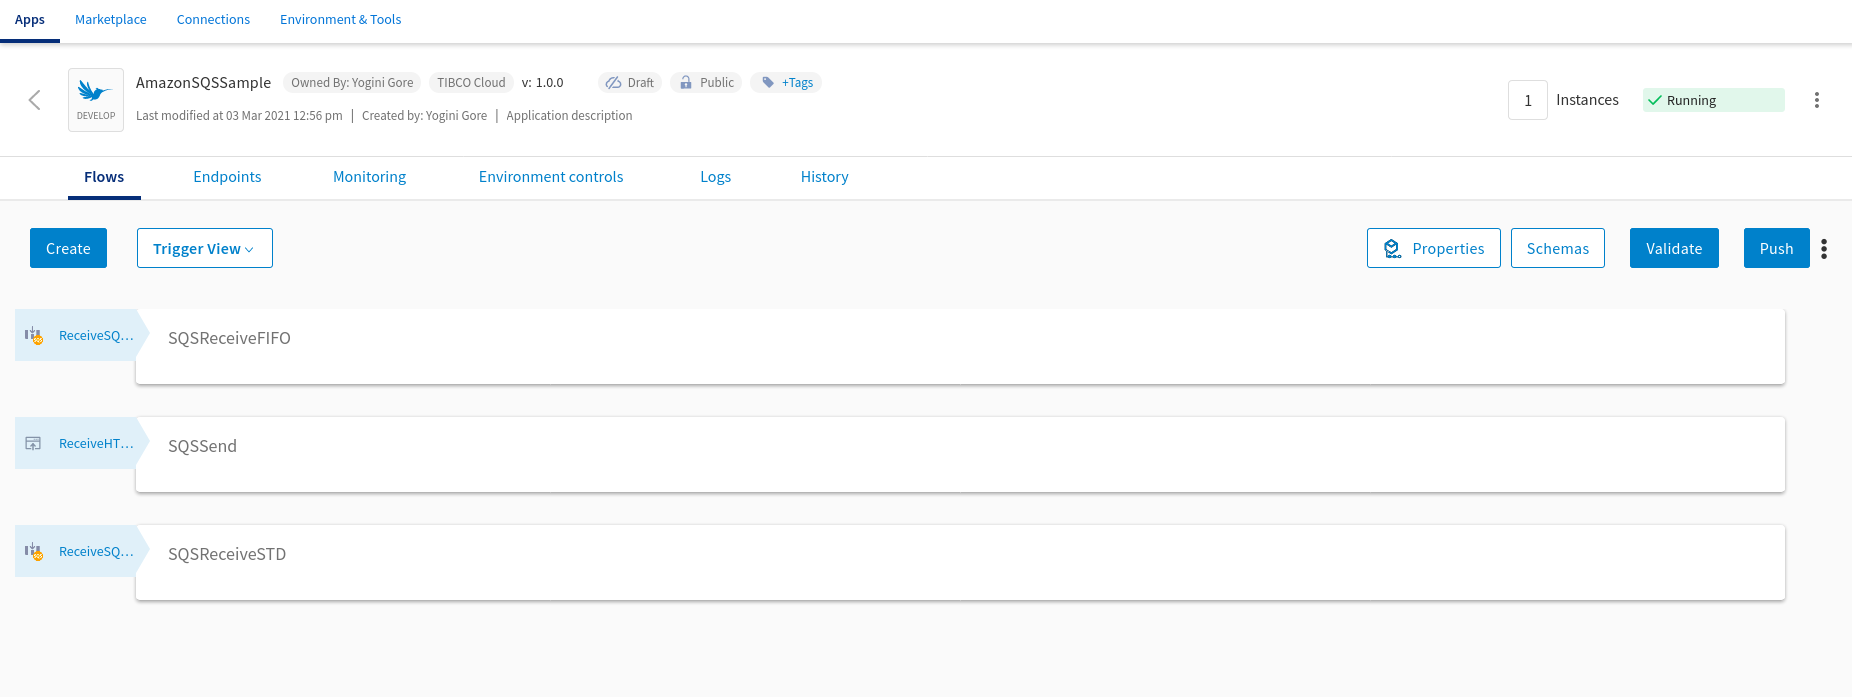 Apps Marketplace Connections Environment & Tools
AmazonSQSSample Owned By: Yogini Gore TIBCO Cloud v: 1.0.0 Draft Public +Tags
DEVELOP
Last modified at 03 Mar 2021 12:56 pm | Created by: Yogini Gore | Application description
1 Instances Running
Flows Endpoints Monitoring Environment controls Logs History
Create Trigger View Properties Schemas Validate Push
ReceiveSQ... SQSReceiveFIFO
ReceiveHT... SQSSend
ReceiveSQ... SQSReceiveSTD